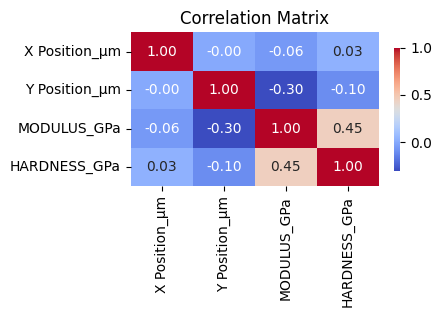 Correlation Matrix
X Position_µm 1.00 -0.00 -0.06 0.03
Y Position_µm -0.00 1.00 -0.30 -0.10
MODULUS_GPa -0.06 -0.30 1.00 0.45
HARDNESS_GPa 0.03 -0.10 0.45 1.00
X Position_µm
Y Position_µm
MODULUS_GPa
HARDNESS_GPa
1.0
0.5
0.0